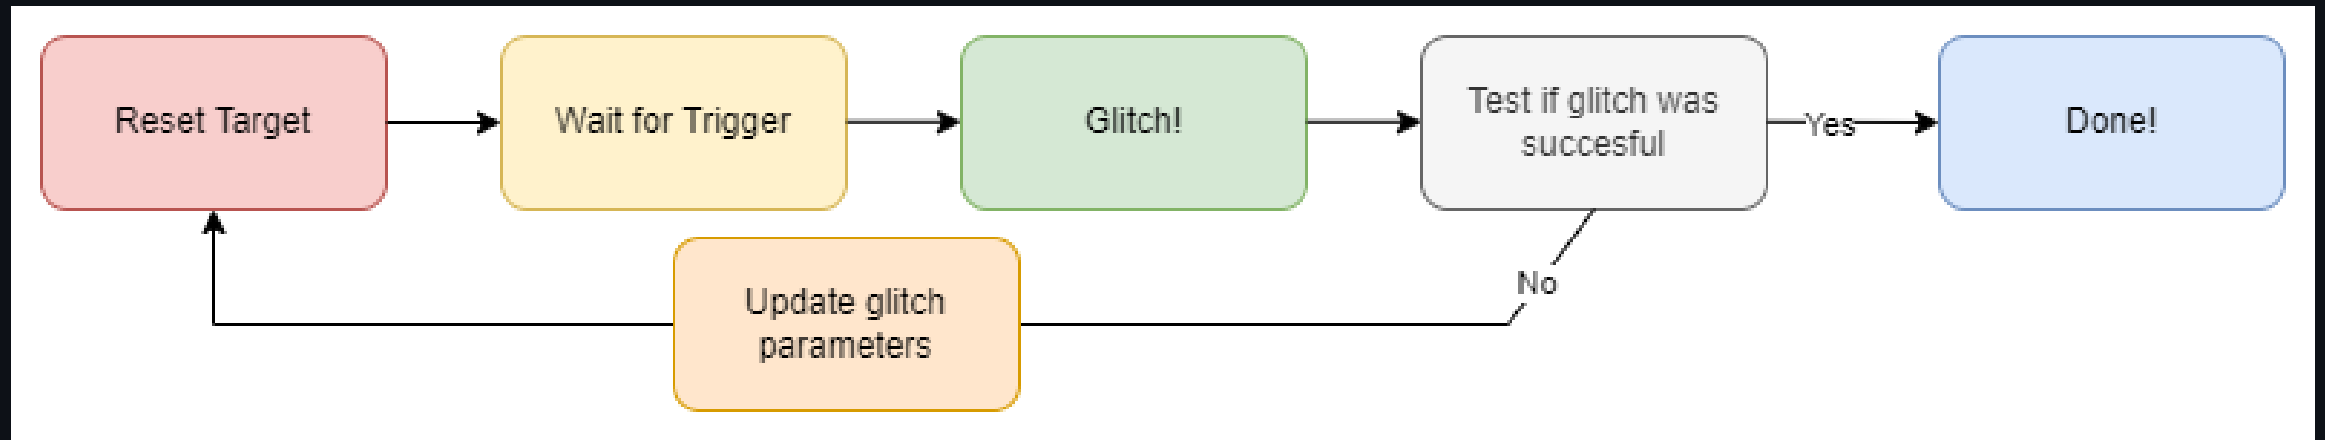 Reset Target
Wait for Trigger
Glitch!
Test if glitch was
succesful
Yes
Done!
No
Update glitch
parameters